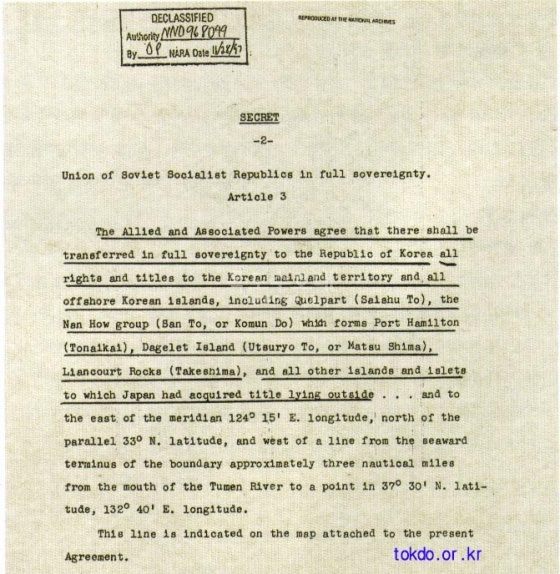 DECLASSIFIED
Authority NND968099
By OP NARA Date 11/28/97
REPRODUCED AT THE NATIONAL ARCHIVES
SECRET
-2-
Union of Soviet Socialist Republics in full sovereignty.
Article 3
The Allied and Associated Powers agree that there shall be
transferred in full sovereignty to the Republic of Korea all
rights and titles to the Korean mainland territory and all
offshore Korean islands, including Quelpart (Saishu To), the
Nan How group (San To, or Komun Do) which forms Port Hamilton
(Tonaikai), Dagelet Island (Utsuryo To, or Matsu Shima),
Liancourt Rocks (Takeshima), and all other islands and islets
to which Japan had acquired title lying outside . . . and to
the east of the meridian 124° 15' E. longitude, north of the
parallel 33° N. latitude, and west of a line from the seaward
terminus of the boundary approximately three nautical miles
from the mouth of the Tumen River to a point in 37° 30' N. lati-
tude, 132° 40' E. longitude.
This line is indicated on the map attached to the present
Agreement.
tokdo.or.kr